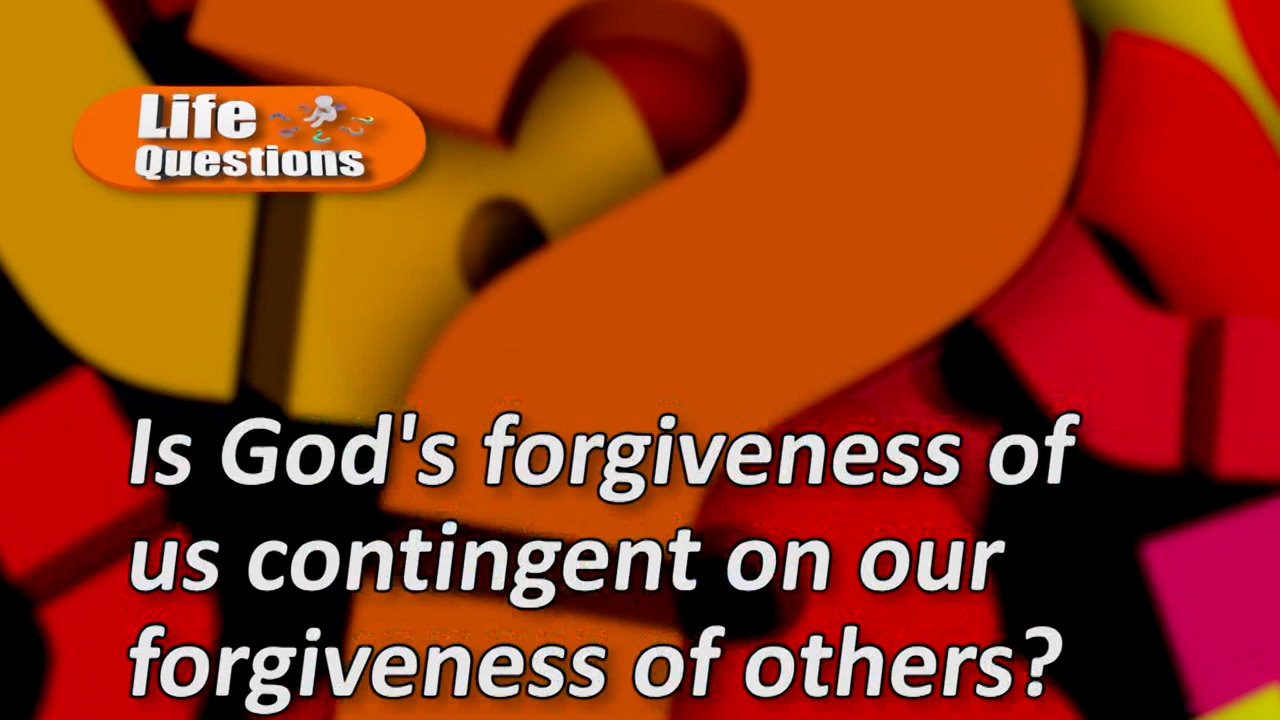 Life
Questions
Is God's forgiveness of
us contingent on our
forgiveness of others?